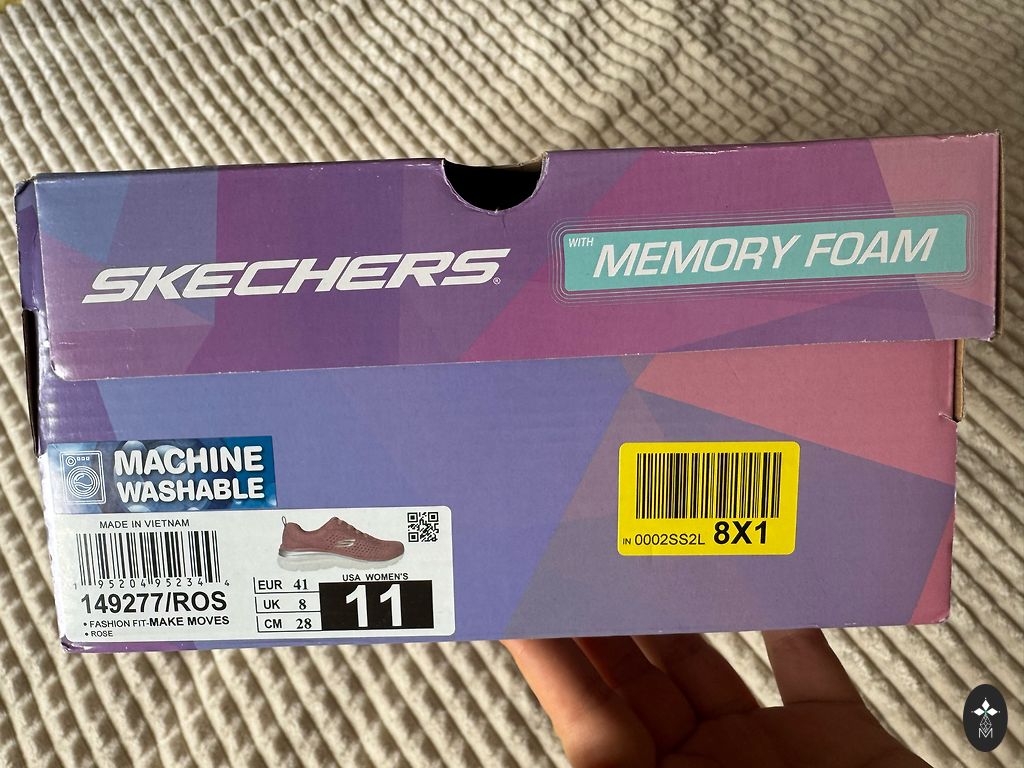 SKECHERS®
WITH MEMORY FOAM
MACHINE
WASHABLE
MADE IN VIETNAM
1 95204 95234 4
149277/ROS
• FASHION FIT-MAKE MOVES
• ROSE
EUR 41
UK 8
CM 28
USA WOMEN'S
11
IN 0002SS2L 8X1
M